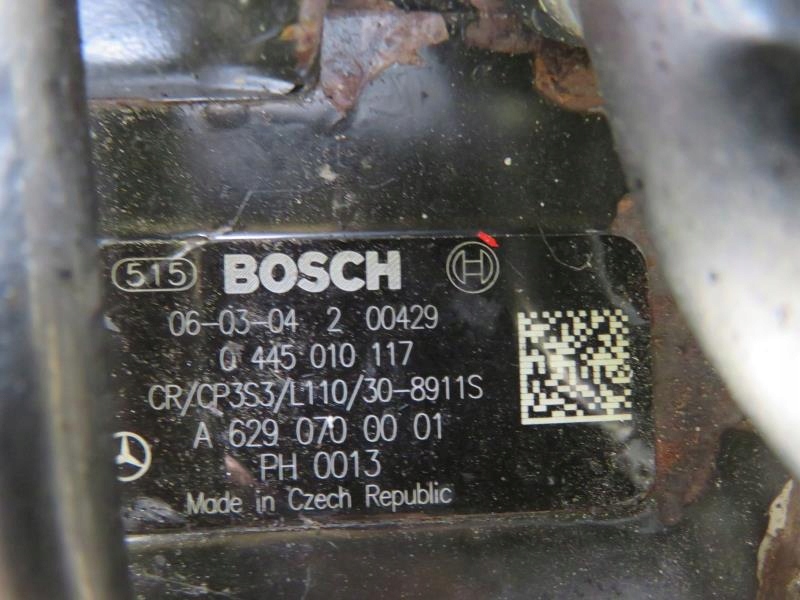 515 BOSCH H
06-03-04 2 00429
0 445 010 117
CR/CP3S3/L110/30-8911S
A 629 070 00 01
PH 0013
Made in Czech Republic